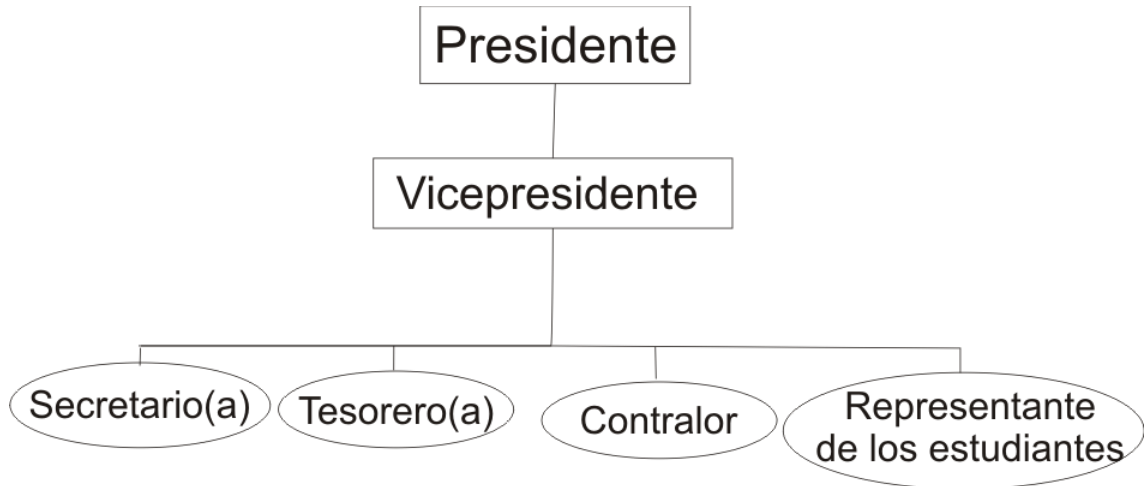 Presidente
Vicepresidente
Secretario(a)
Tesorero(a)
Contralor
Representante
de los estudiantes